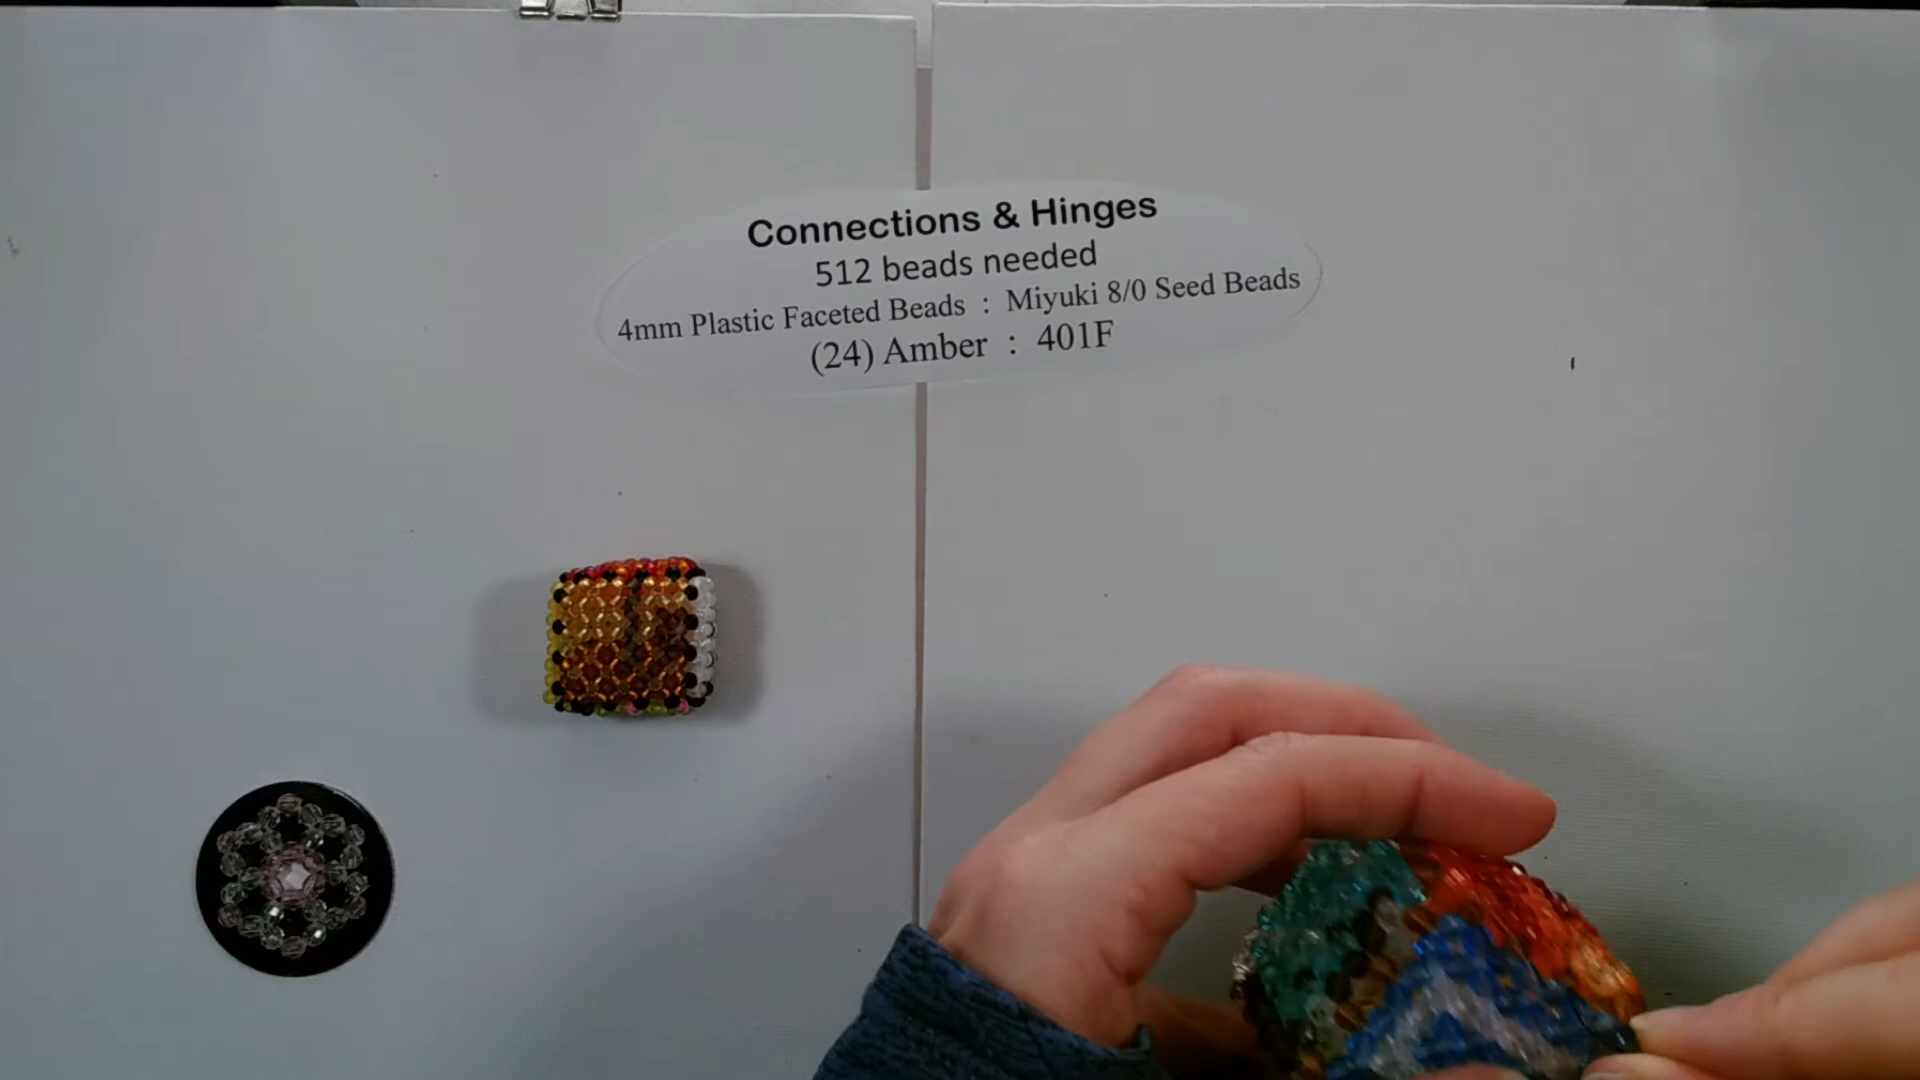 Connections & Hinges
512 beads needed
4mm Plastic Faceted Beads : Miyuki 8/0 Seed Beads
(24) Amber : 401F